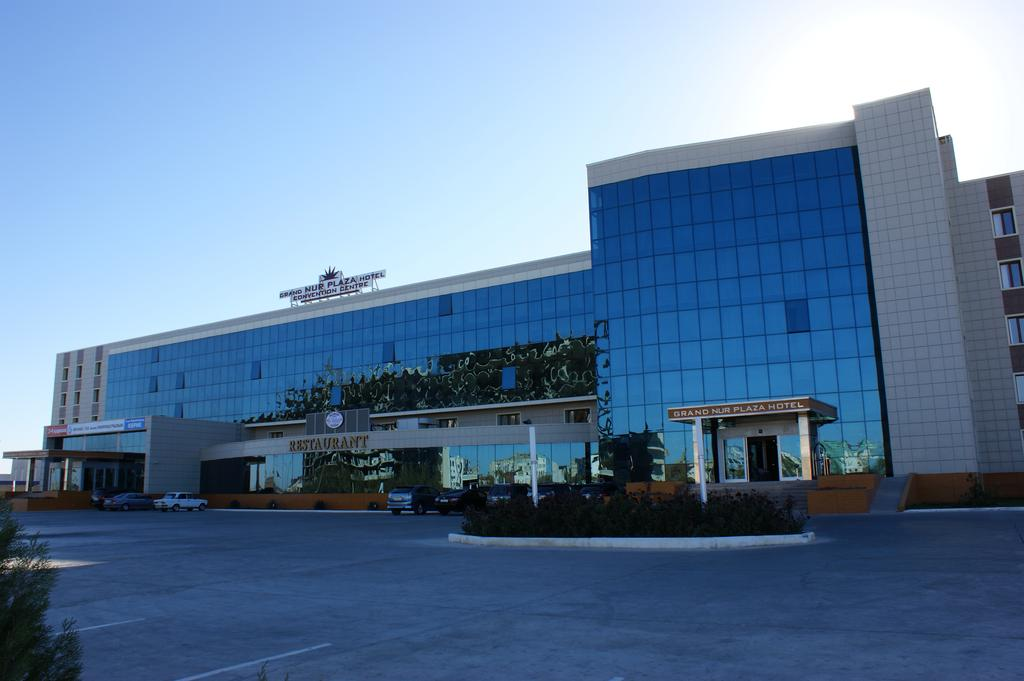 GRAND NUR PLAZA HOTEL
CONVENTION CENTRE
RESTAURANT
GRAND NUR PLAZA HOTEL